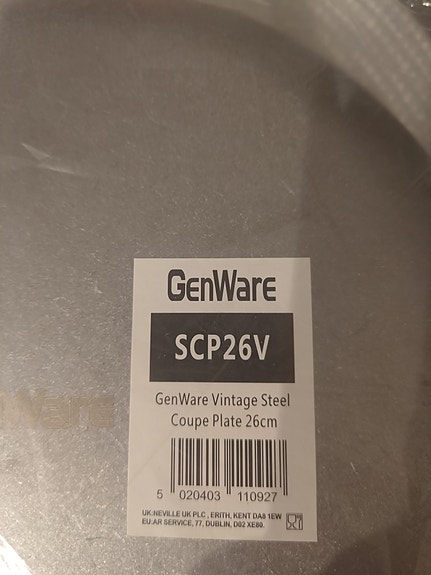 GenWare
SCP26V
GenWare Vintage Steel
Coupe Plate 26cm
5 020403 110927
UK:NEVILLE UK PLC , ERITH, KENT DA8 1EW
EU:AR SERVICE, 77, DUBLIN, D02 XE80.
nWare